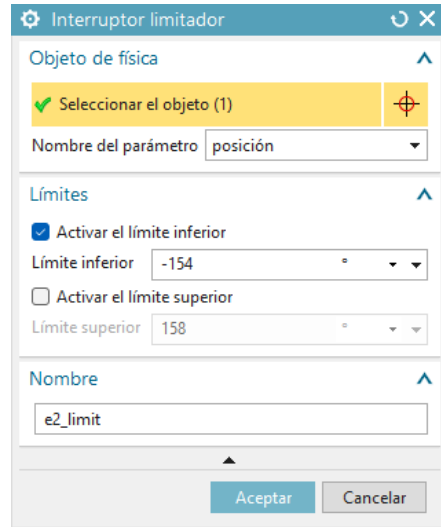 Interruptor limitador
Objeto de física
Seleccionar el objeto (1)
Nombre del parámetro posición
Límites
Activar el límite inferior
Límite inferior -154 °
Activar el límite superior
Límite superior 158 °
Nombre
e2_limit
Aceptar Cancelar